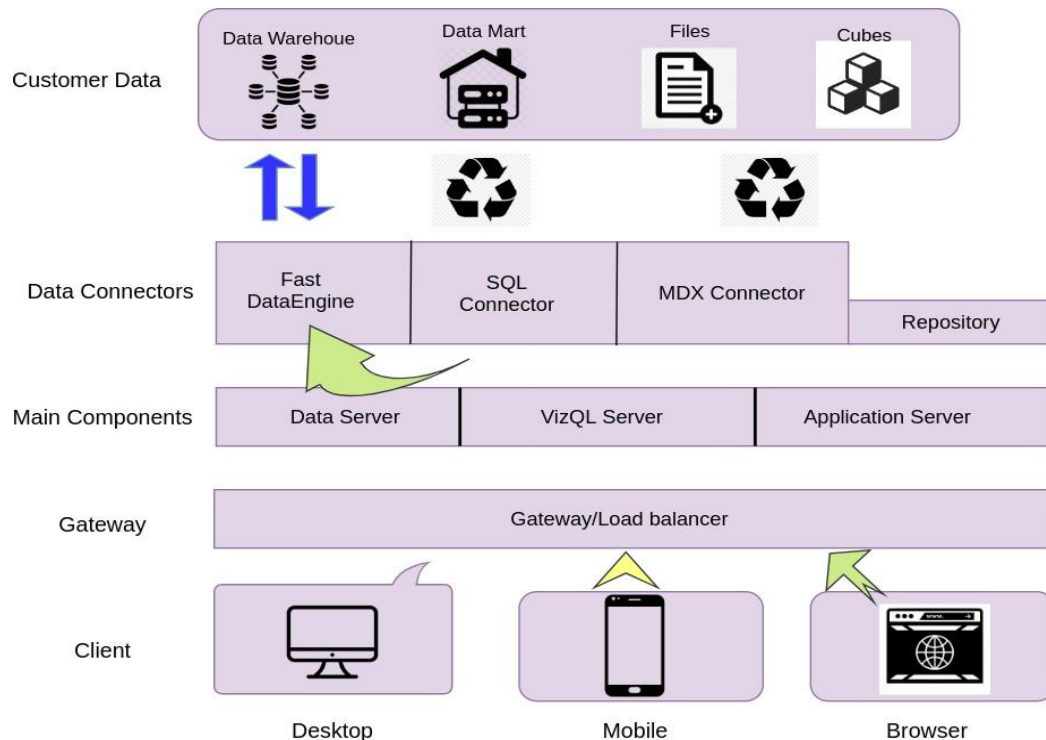 Data Warehoue
Data Mart
Files
Cubes
Customer Data
Data Connectors
Fast
DataEngine
SQL
Connector
MDX Connector
Repository
Main Components
Data Server
VizQL Server
Application Server
Gateway
Gateway/Load balancer
Client
www.
Desktop
Mobile
Browser